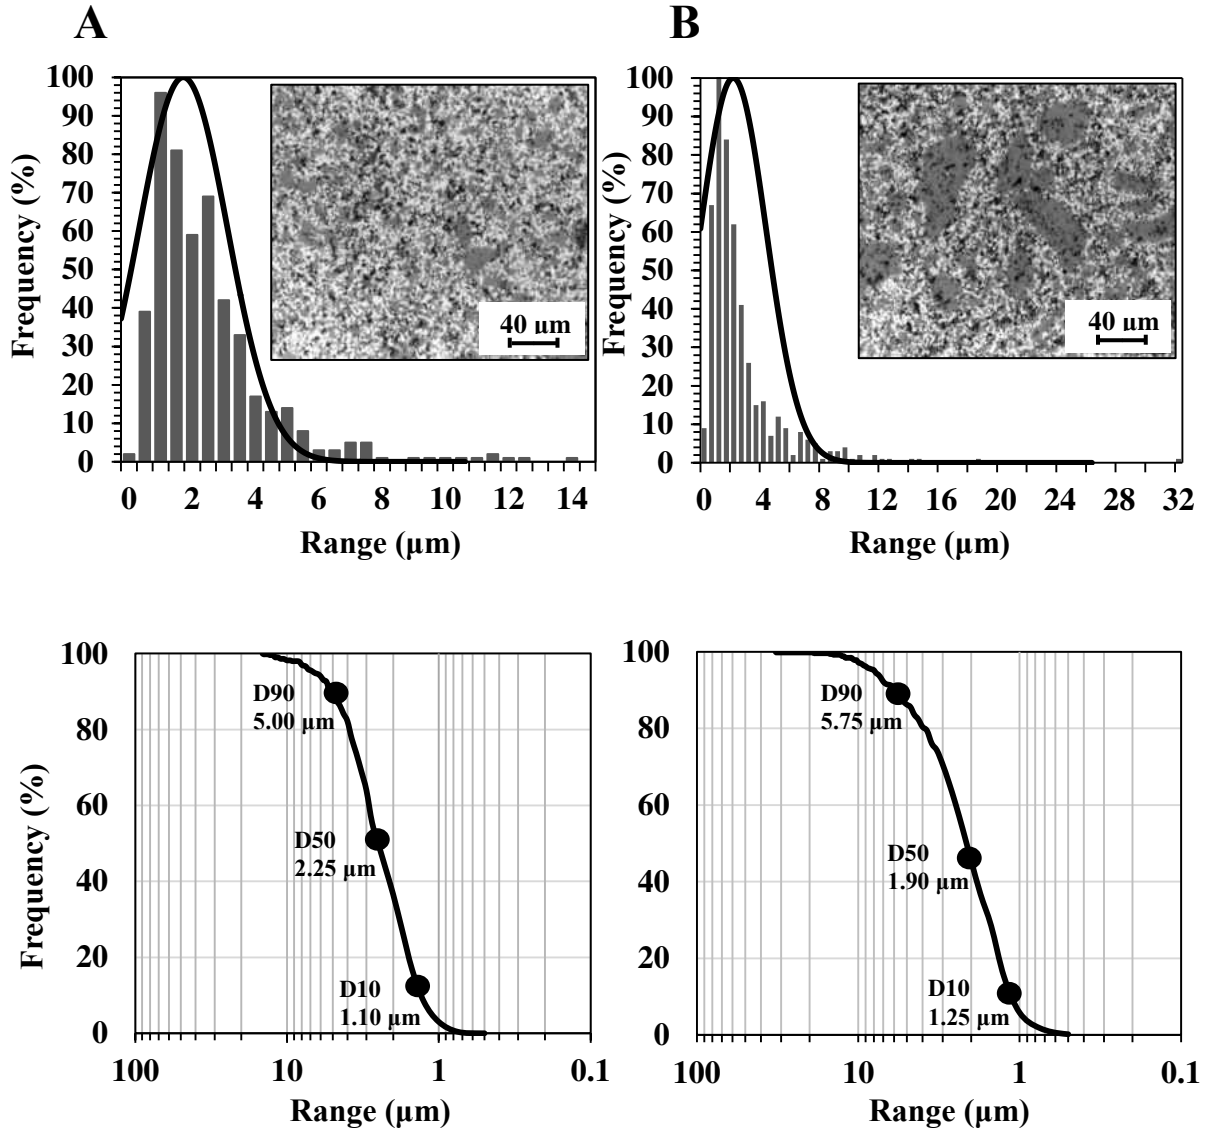 A
B
Frequency (%)
100
90
80
70
60
50
40
30
20
10
0
40 µm
0 2 4 6 8 10 12 14
Range (µm)
Frequency (%)
100
90
80
70
60
50
40
30
20
10
0
40 µm
0 4 8 12 16 20 24 28 32
Range (µm)
Frequency (%)
100
80
60
40
20
0
D90
5.00 µm
D50
2.25 µm
D10
1.10 µm
100 10 1 0.1
Range (µm)
100
80
60
40
20
0
D90
5.75 µm
D50
1.90 µm
D10
1.25 µm
100 10 1 0.1
Range (µm)